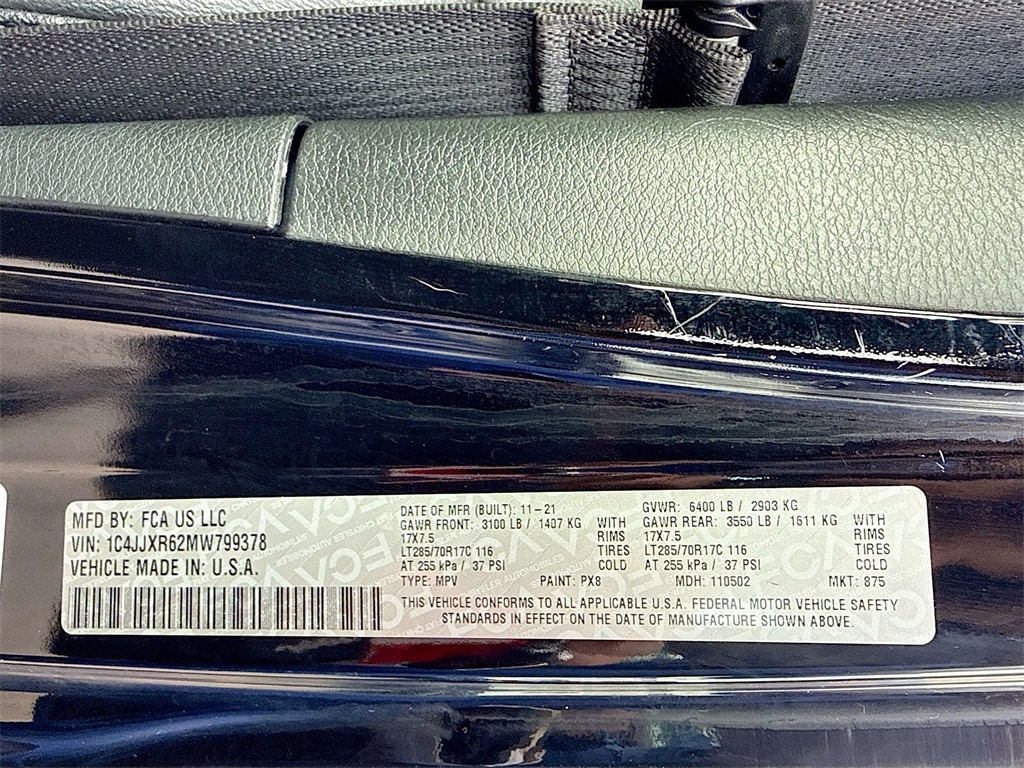 MFD BY: FCA US LLC
VIN: 1C4JJXR62MW799378
VEHICLE MADE IN: U.S.A.
DATE OF MFR (BUILT): 11-21
GAWR FRONT: 3100 LB / 1407 KG WITH
17X7.5 RIMS
LT285/70R17C 116 TIRES
AT 255 kPa / 37 PSI COLD
TYPE: MPV PAINT: PX8
GVWR: 6400 LB / 2903 KG
GAWR REAR: 3550 LB / 1611 KG WITH
17X7.5 RIMS
LT285/70R17C 116 TIRES
AT 255 kPa / 37 PSI COLD
MDH: 110502 MKT: 875
THIS VEHICLE CONFORMS TO ALL APPLICABLE U.S.A. FEDERAL MOTOR VEHICLE SAFETY
STANDARDS IN EFFECT ON THE DATE OF MANUFACTURE SHOWN ABOVE.